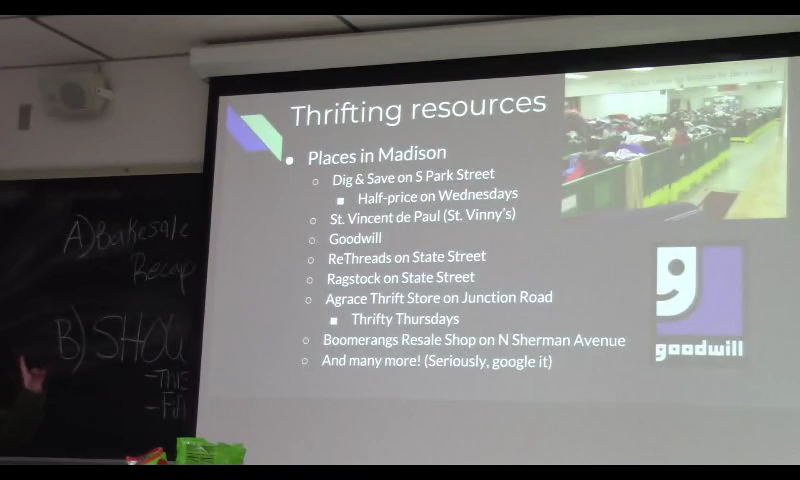 Thrifting resources
Places in Madison
Dig & Save on S Park Street
Half-price on Wednesdays
St. Vincent de Paul (St. Vinny's)
Goodwill
ReThreads on State Street
Ragstock on State Street
Agrace Thrift Store on Junction Road
Thrifty Thursdays
Boomerangs Resale Shop on N Sherman Avenue
And many more! (Seriously, google it)
g
goodwill
A) Bakesale
Recap
B) SHOW
-THE